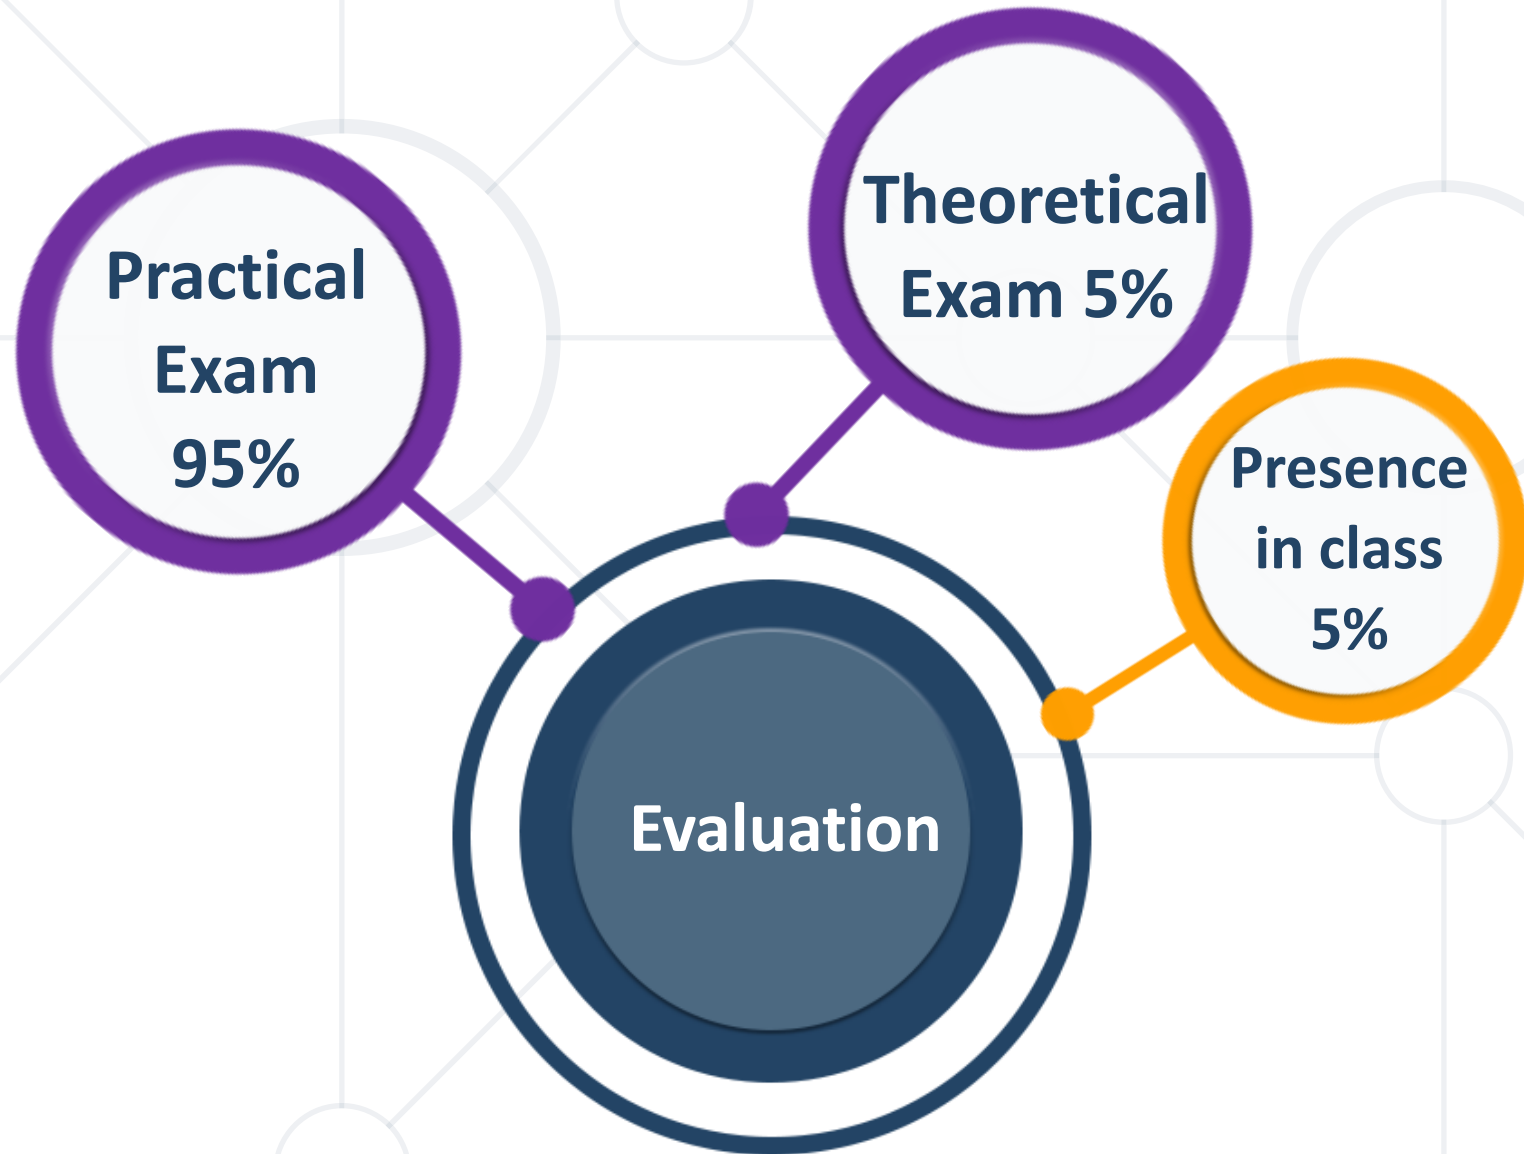 Practical
Exam
95%
Theoretical
Exam 5%
Presence
in class
5%
Evaluation